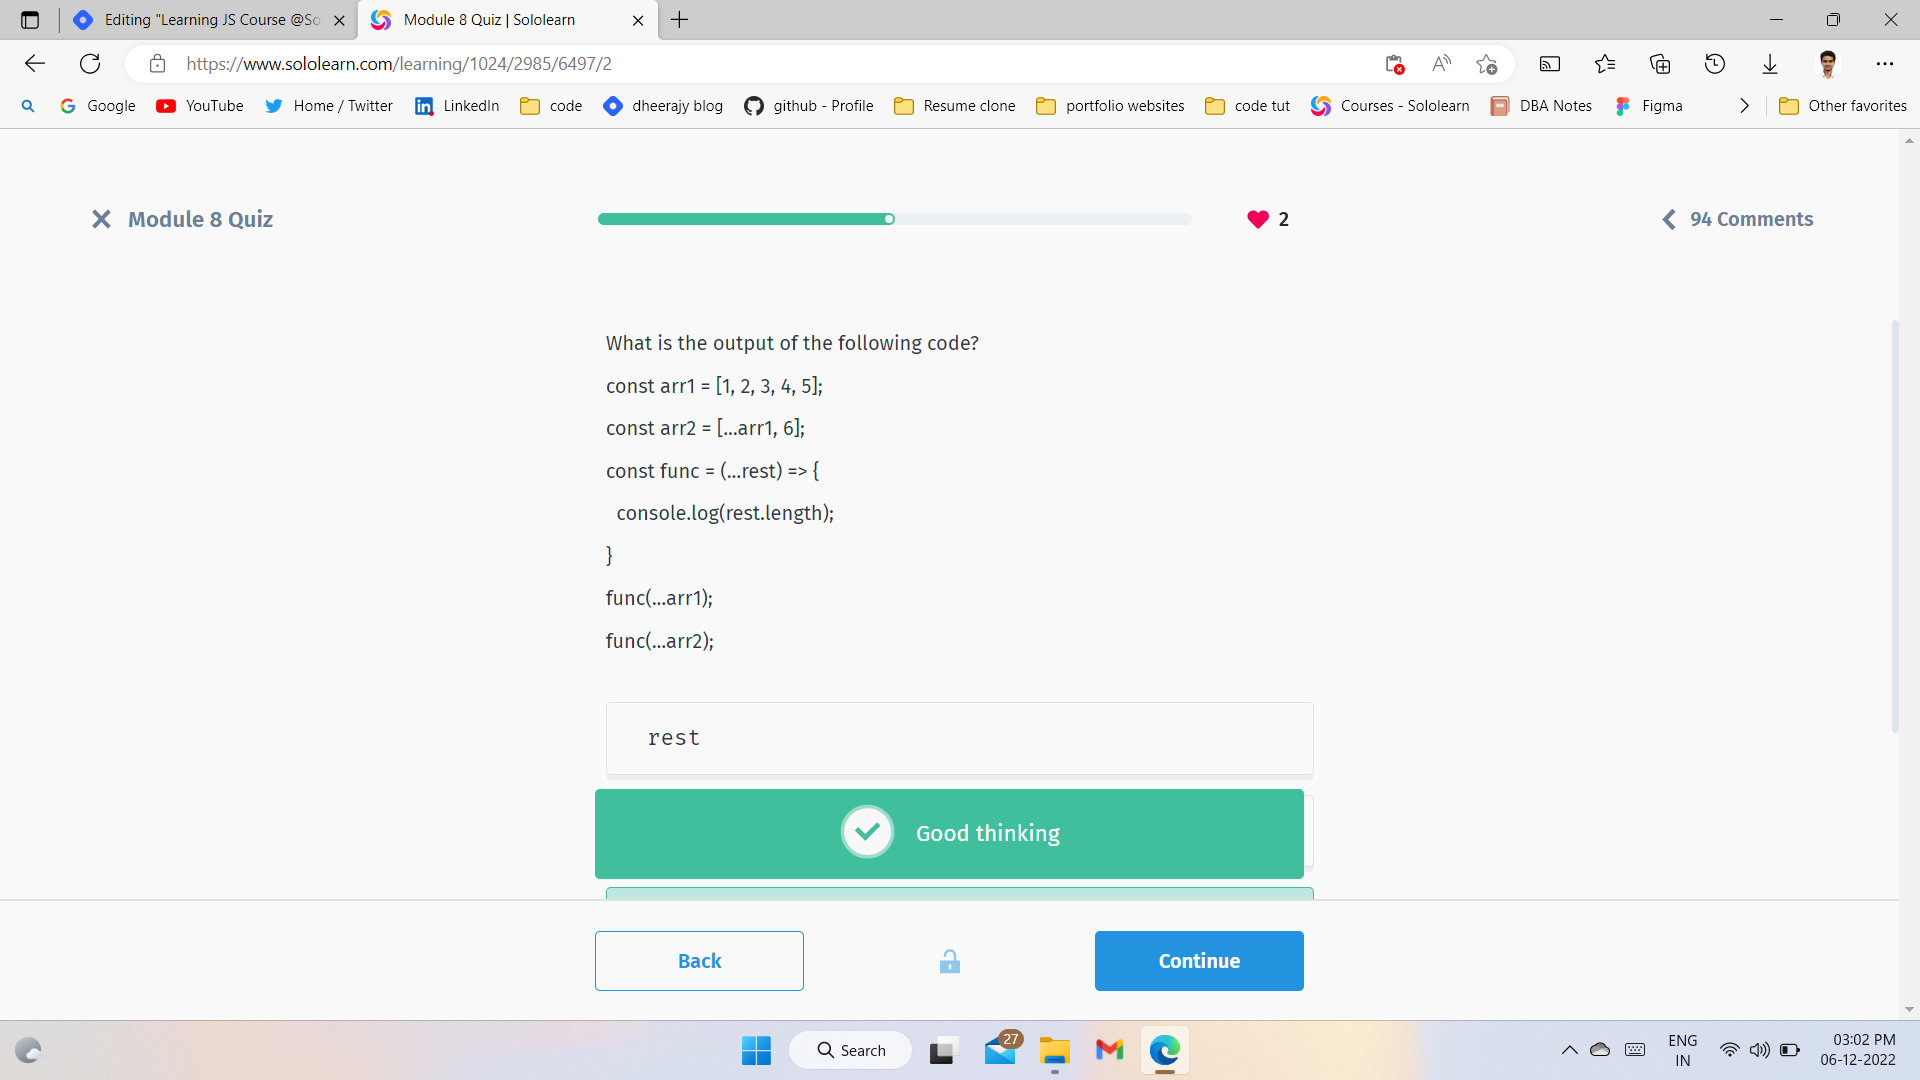 Editing "Learning JS Course @So
Module 8 Quiz | Sololearn
https://www.sololearn.com/learning/1024/2985/6497/2
Google
YouTube
Home / Twitter
LinkedIn
code
dheerajy blog
github - Profile
Resume clone
portfolio websites
code tut
Courses - Sololearn
DBA Notes
Figma
Other favorites
Module 8 Quiz
2
94 Comments
What is the output of the following code?
const arr1 = [1, 2, 3, 4, 5];
const arr2 = [...arr1, 6];
const func = (...rest) => {
console.log(rest.length);
}
func(...arr1);
func(...arr2);
rest
Good thinking
Back
Continue
Search
27
ENG
IN
03:02 PM
06-12-2022